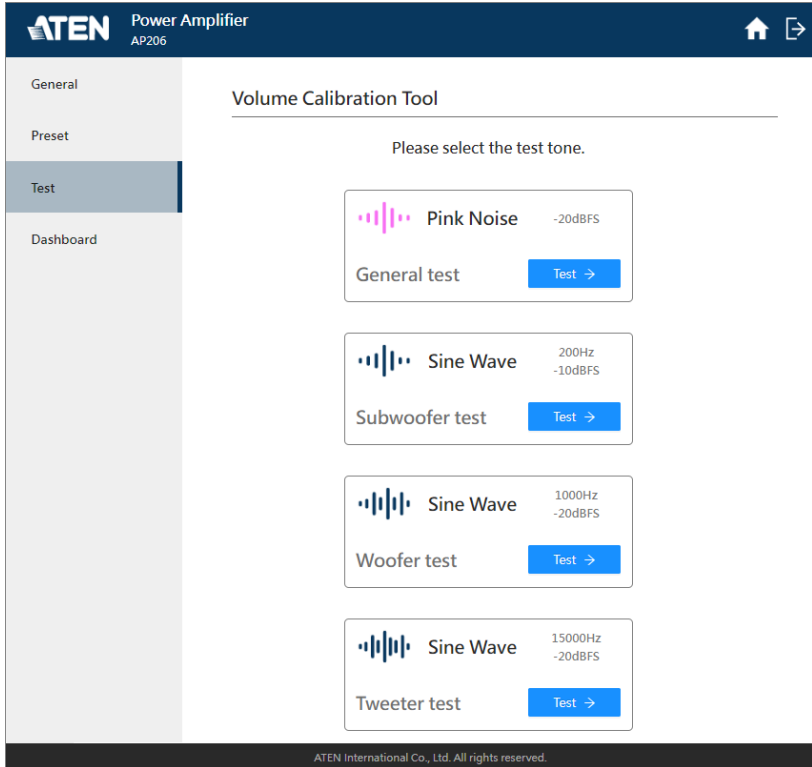 ATEN Power Amplifier
AP206
General
Preset
Test
Dashboard
Volume Calibration Tool
Please select the test tone.
Pink Noise -20dBFS
General test Test →
Sine Wave 200Hz
-10dBFS
Subwoofer test Test →
Sine Wave 1000Hz
-20dBFS
Woofer test Test →
Sine Wave 15000Hz
-20dBFS
Tweeter test Test →
ATEN International Co., Ltd. All rights reserved.